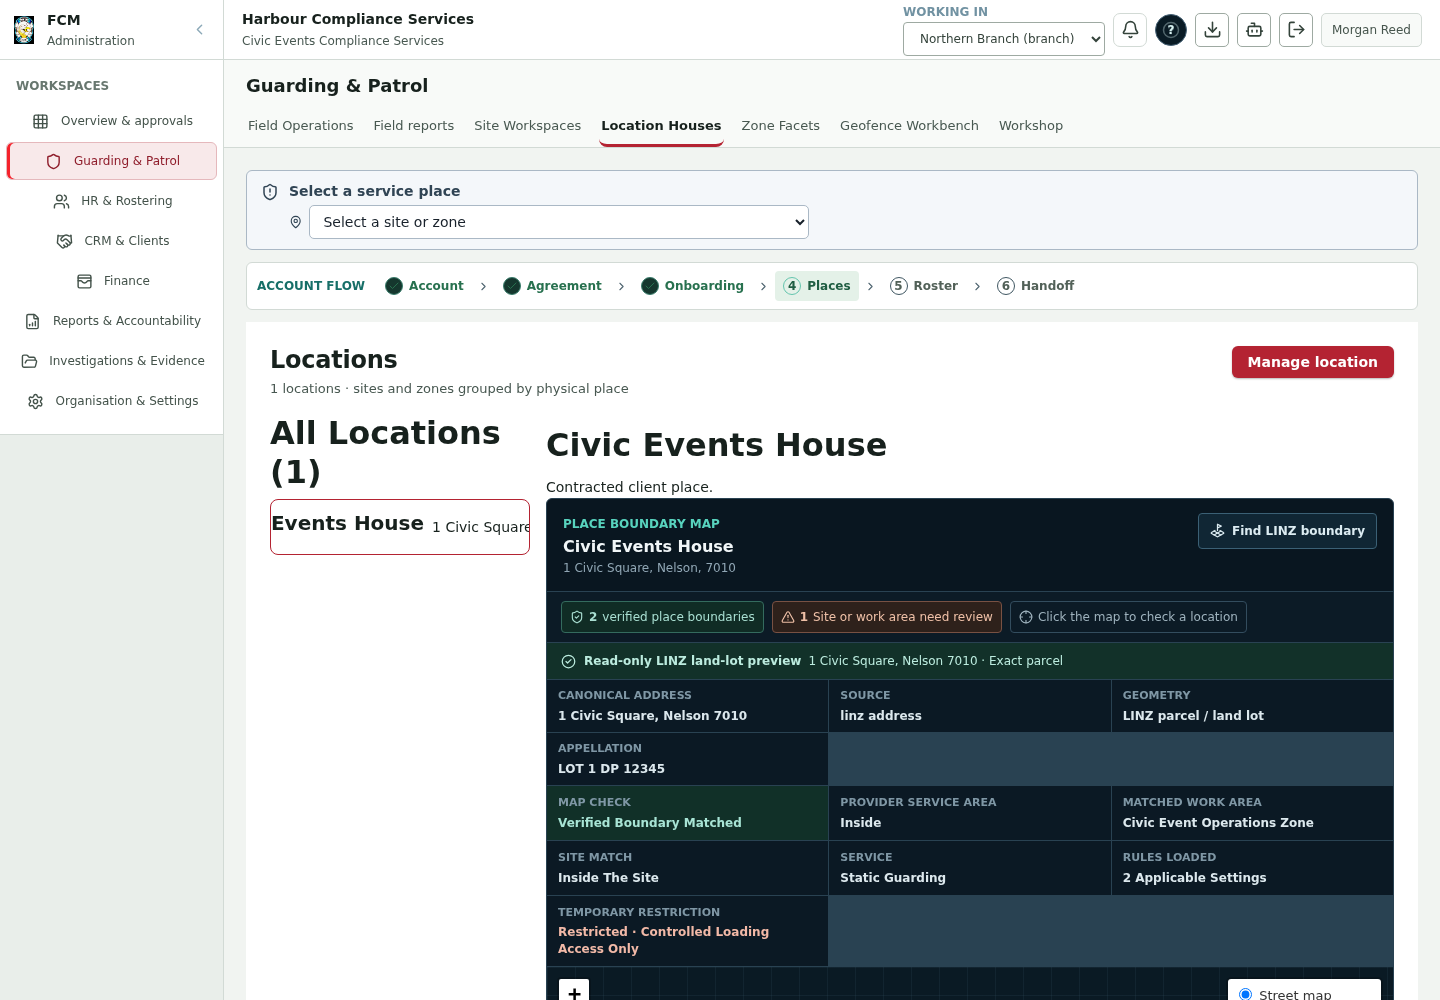 FCM
Administration
Harbour Compliance Services
Civic Events Compliance Services
WORKING IN
Northern Branch (branch)
Morgan Reed
WORKSPACES
Overview & approvals
Guarding & Patrol
HR & Rostering
CRM & Clients
Finance
Reports & Accountability
Investigations & Evidence
Organisation & Settings
Guarding & Patrol
Field Operations
Field reports
Site Workspaces
Location Houses
Zone Facets
Geofence Workbench
Workshop
Select a service place
Select a site or zone
ACCOUNT FLOW
Account
Agreement
Onboarding
4 Places
5 Roster
6 Handoff
Locations
1 locations · sites and zones grouped by physical place
Manage location
All Locations
(1)
Events House 1 Civic Square
Civic Events House
Contracted client place.
PLACE BOUNDARY MAP
Civic Events House
1 Civic Square, Nelson, 7010
Find LINZ boundary
2 verified place boundaries
1 Site or work area need review
Click the map to check a location
Read-only LINZ land-lot preview 1 Civic Square, Nelson 7010 · Exact parcel
CANONICAL ADDRESS
1 Civic Square, Nelson 7010
SOURCE
linz address
GEOMETRY
LINZ parcel / land lot
APPELLATION
LOT 1 DP 12345
MAP CHECK
Verified Boundary Matched
PROVIDER SERVICE AREA
Inside
MATCHED WORK AREA
Civic Event Operations Zone
SITE MATCH
Inside The Site
SERVICE
Static Guarding
RULES LOADED
2 Applicable Settings
TEMPORARY RESTRICTION
Restricted · Controlled Loading
Access Only
+
Street map